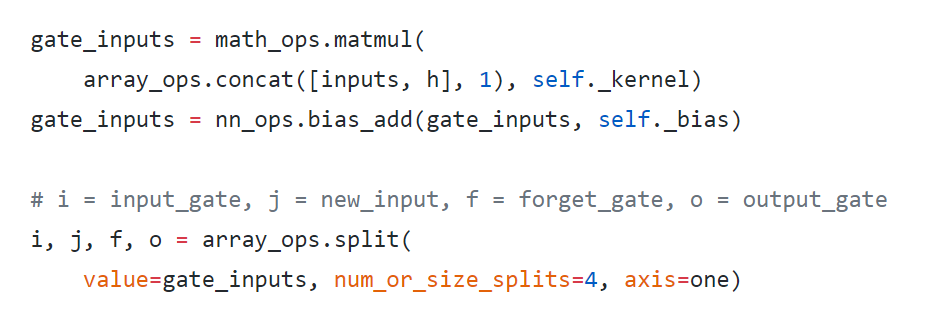 gate_inputs = math_ops.matmul(
    array_ops.concat([inputs, h], 1), self._kernel)
gate_inputs = nn_ops.bias_add(gate_inputs, self._bias)

# i = input_gate, j = new_input, f = forget_gate, o = output_gate
i, j, f, o = array_ops.split(
    value=gate_inputs, num_or_size_splits=4, axis=one)